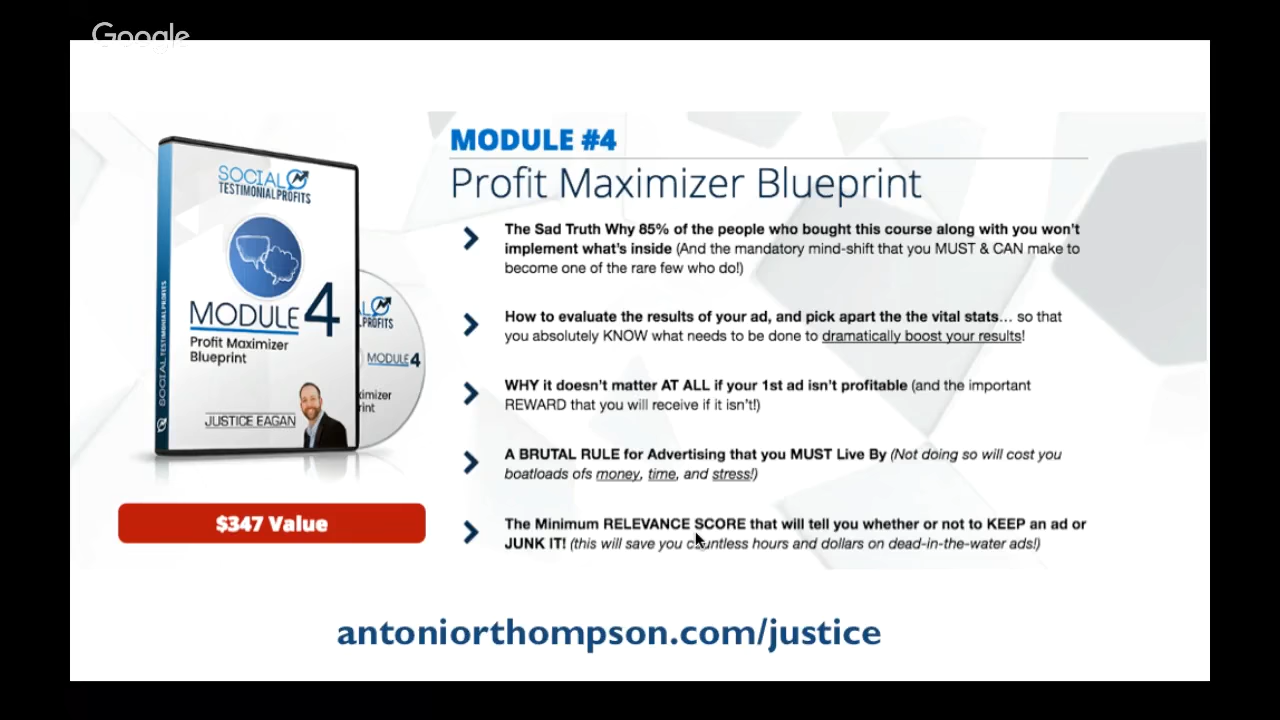 Google
MODULE #4
Profit Maximizer Blueprint
SOCIAL
TESTIMONIALPROFITS
MODULE 4
Profit Maximizer
Blueprint
JUSTICE EAGAN
SOCIAL TESTIMONIALPROFITS
MODULE 4
$347 Value
The Sad Truth Why 85% of the people who bought this course along with you won't
implement what's inside (And the mandatory mind-shift that you MUST & CAN make to
become one of the rare few who do!)
How to evaluate the results of your ad, and pick apart the the vital stats... so that
you absolutely KNOW what needs to be done to dramatically boost your results!
WHY it doesn't matter AT ALL if your 1st ad isn't profitable (and the important
REWARD that you will receive if it isn't!)
A BRUTAL RULE for Advertising that you MUST Live By (Not doing so will cost you
boatloads ofs money, time, and stress!)
The Minimum RELEVANCE SCORE that will tell you whether or not to KEEP an ad or
JUNK IT! (this will save you countless hours and dollars on dead-in-the-water ads!)
antoniorthompson.com/justice